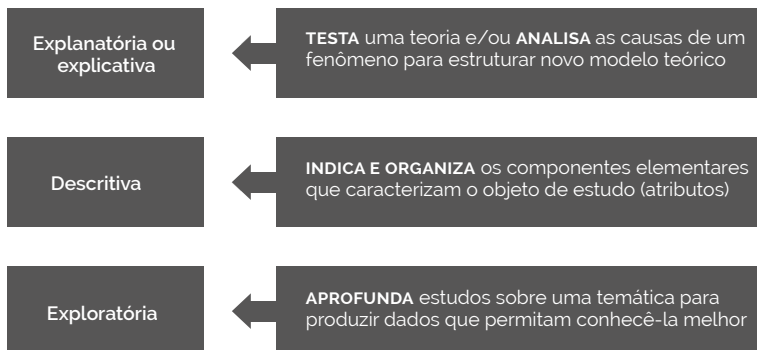 Explanatória ou
explicativa
TESTA uma teoria e/ou ANALISA as causas de um
fenômeno para estruturar novo modelo teórico
Descritiva
INDICA E ORGANIZA os componentes elementares
que caracterizam o objeto de estudo (atributos)
Exploratória
APROFUNDA estudos sobre uma temática para
produzir dados que permitam conhecê-la melhor